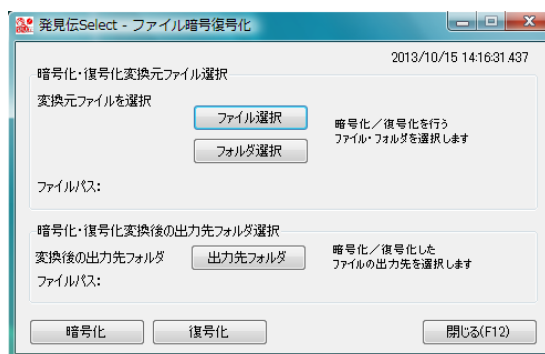 発見伝Select - ファイル暗号復号化
2013/10/15 14:16:31.437
暗号化・復号化変換元ファイル選択
変換元ファイルを選択
ファイル選択
暗号化／復号化を行う
ファイル・フォルダを選択します
フォルダ選択
ファイルパス:
暗号化・復号化変換後の出力先フォルダ選択
変換後の出力先フォルダ
出力先フォルダ
暗号化／復号化した
ファイルの出力先を選択します
ファイルパス:
暗号化
復号化
閉じる(F12)